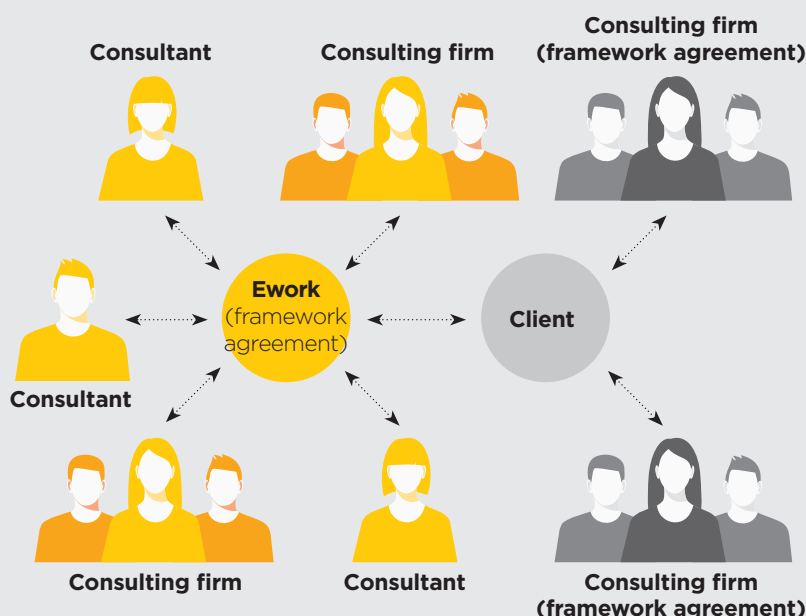 Consultant
Consulting firm
Consulting firm
(framework agreement)
Ework
(framework
agreement)
Client
Consultant
Consulting firm
Consultant
Consulting firm
(framework agreement)